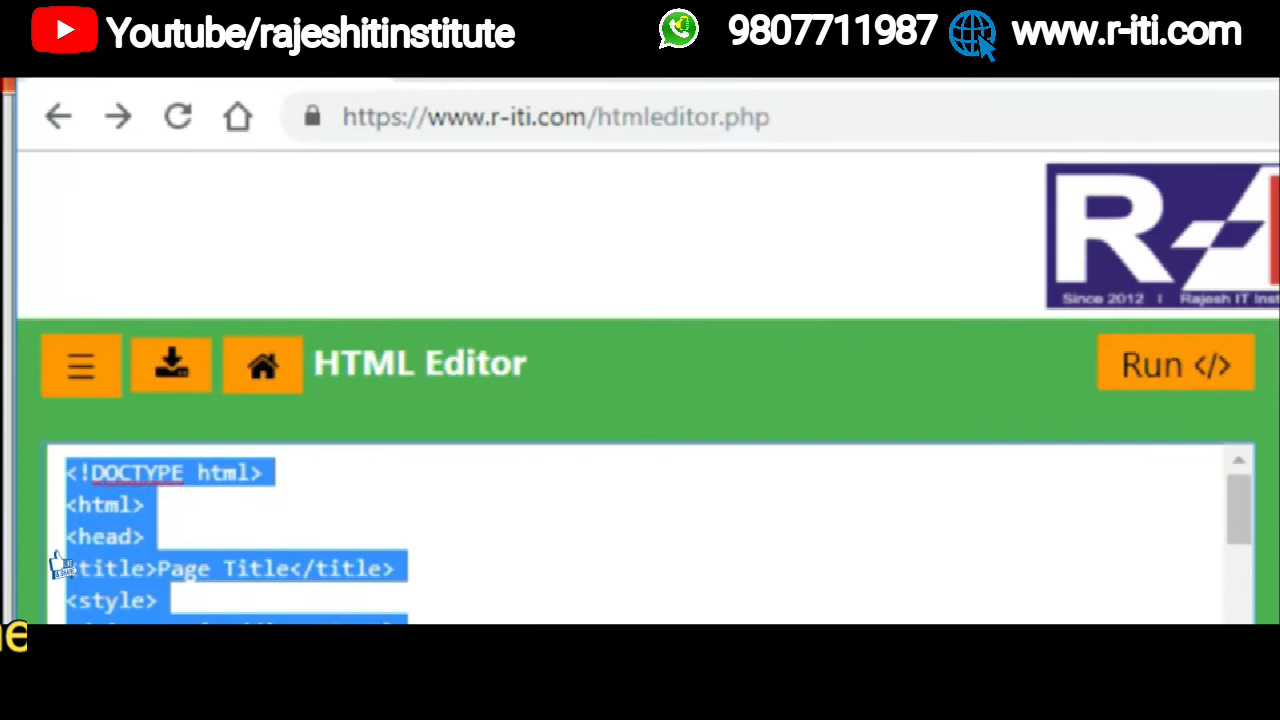 Youtube/rajeshitinstitute 9807711987 www.r-iti.com
https://www.r-iti.com/htmleditor.php
R-
Since 2012 | Rajesh IT Inst
☰ HTML Editor Run </>
<!DOCTYPE html>
<html>
<head>
title>Page Title</title>
<style>
ne